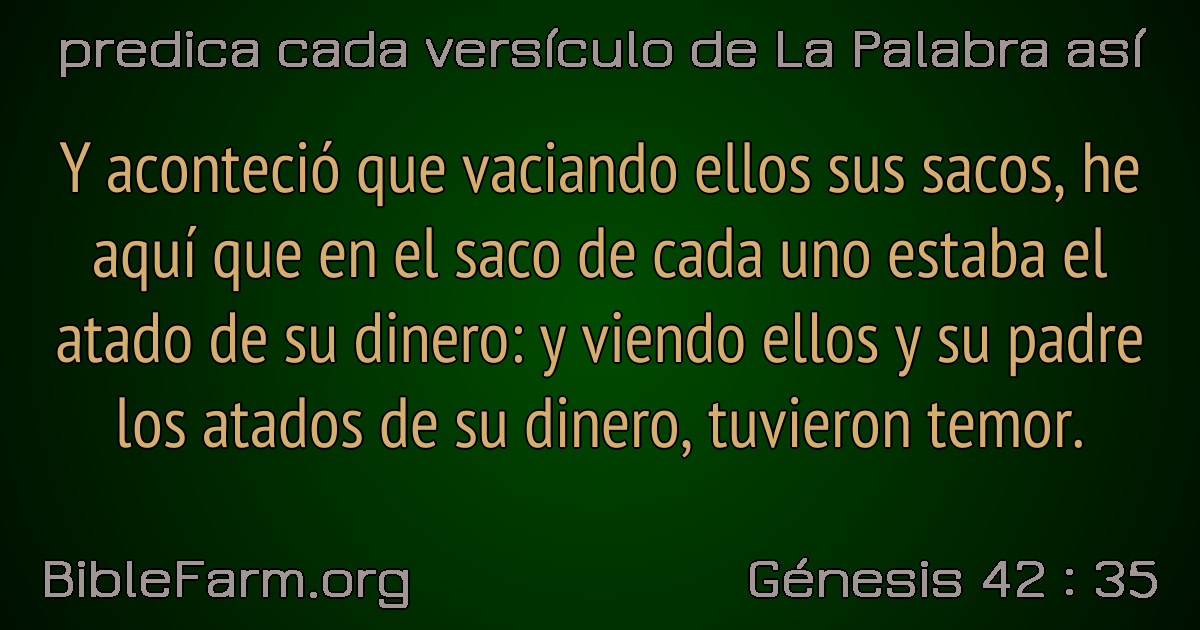 predica cada versículo de La Palabra así
Y aconteció que vaciando ellos sus sacos, he
aquí que en el saco de cada uno estaba el
atado de su dinero: y viendo ellos y su padre
los atados de su dinero, tuvieron temor.
BibleFarm.org
Génesis 42 : 35